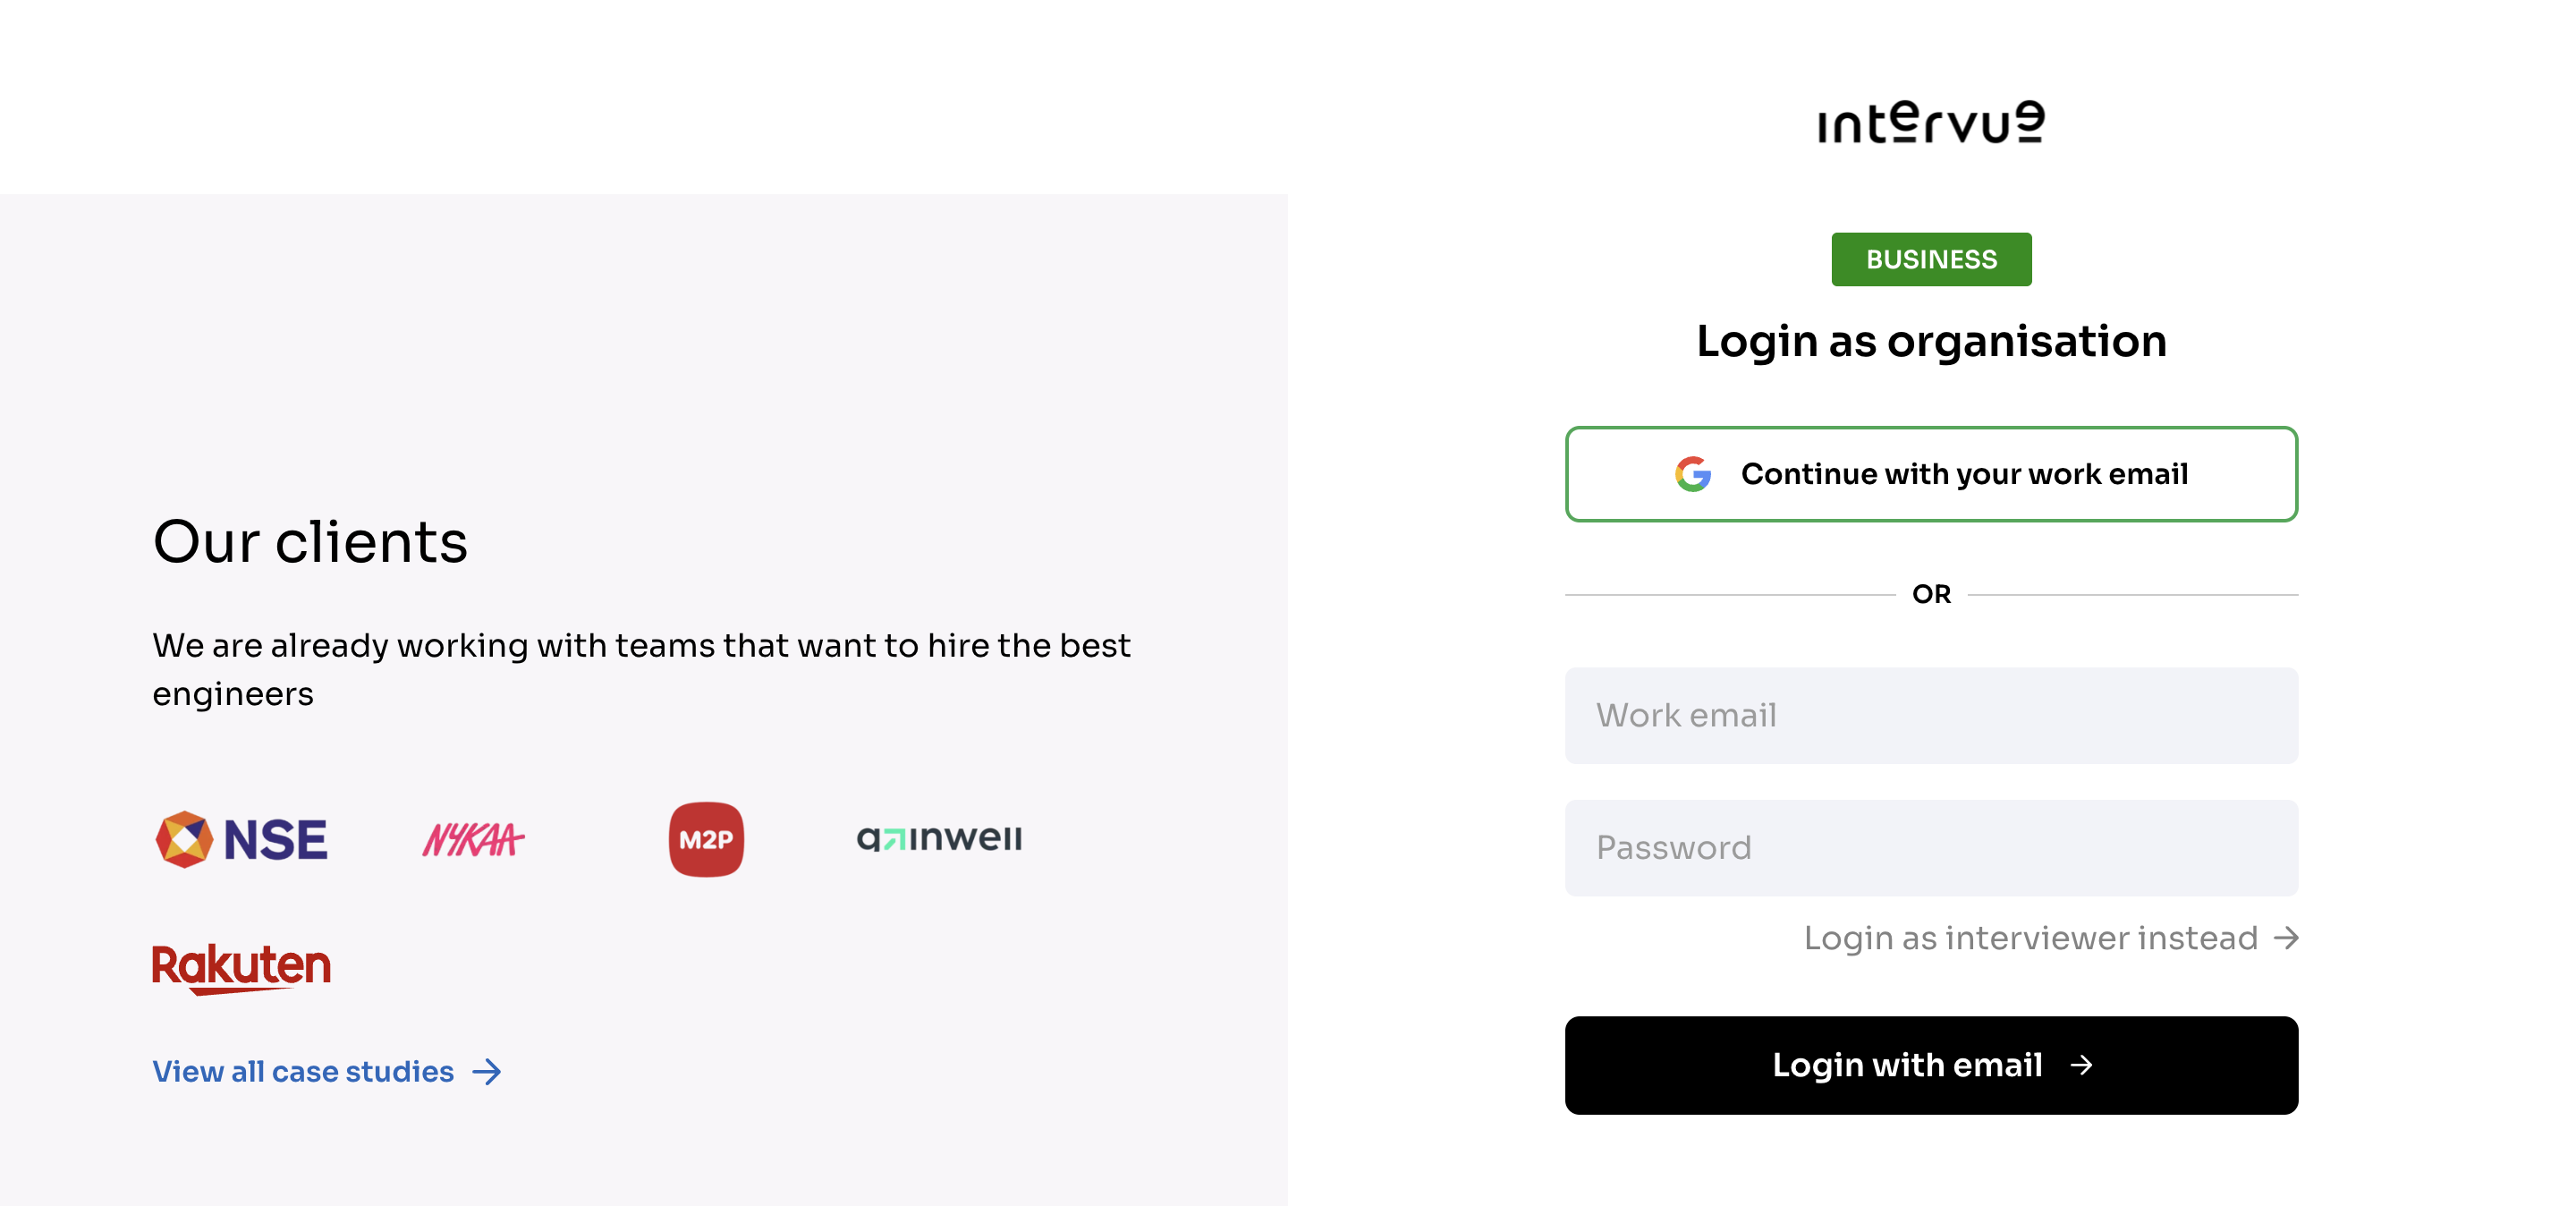 intervue
BUSINESS
Login as organisation
Continue with your work email
OR
Work email
Password
Login as interviewer instead →
Login with email →
Our clients
We are already working with teams that want to hire the best
engineers
NSE
NYKAA
M2P
gainwell
Rakuten
View all case studies →